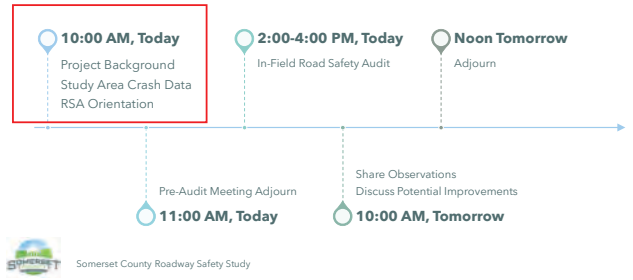 10:00 AM, Today
Project Background
Study Area Crash Data
RSA Orientation
2:00-4:00 PM, Today
In-Field Road Safety Audit
Noon Tomorrow
Adjourn
Pre-Audit Meeting Adjourn
11:00 AM, Today
Share Observations
Discuss Potential Improvements
10:00 AM, Tomorrow
SOMERSET
Somerset County Roadway Safety Study